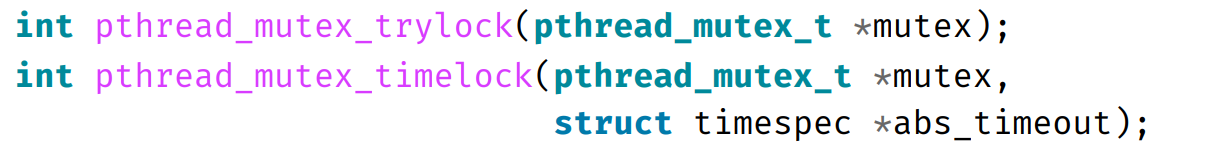 int pthread_mutex_trylock(pthread_mutex_t *mutex);
int pthread_mutex_timelock(pthread_mutex_t *mutex,
struct timespec *abs_timeout);